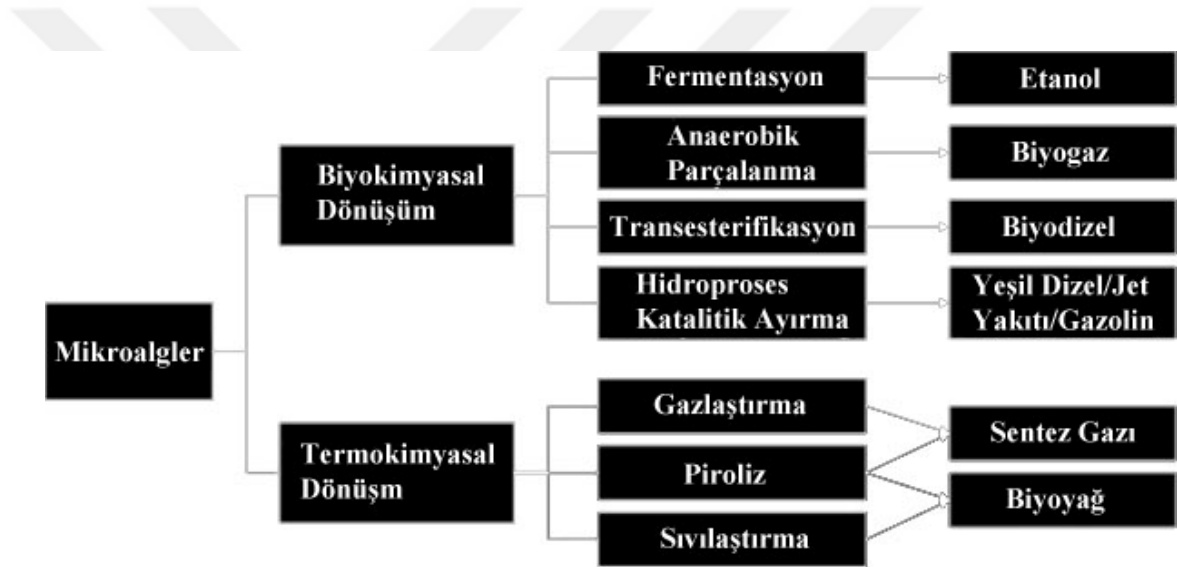 Fermentasyon
Etanol
Anaerobik
Parçalanma
Biyogaz
Biyokimyasal
Dönüşüm
Transesterifikasyon
Biyodizel
Hidroproses
Katalitik Ayırma
Yeşil Dizel/Jet
Yakıtı/Gazolin
Mikroalgler
Gazlaştırma
Sentez Gazı
Termokimyasal
Dönüşm
Piroliz
Biyoyağ
Sıvılaştırma